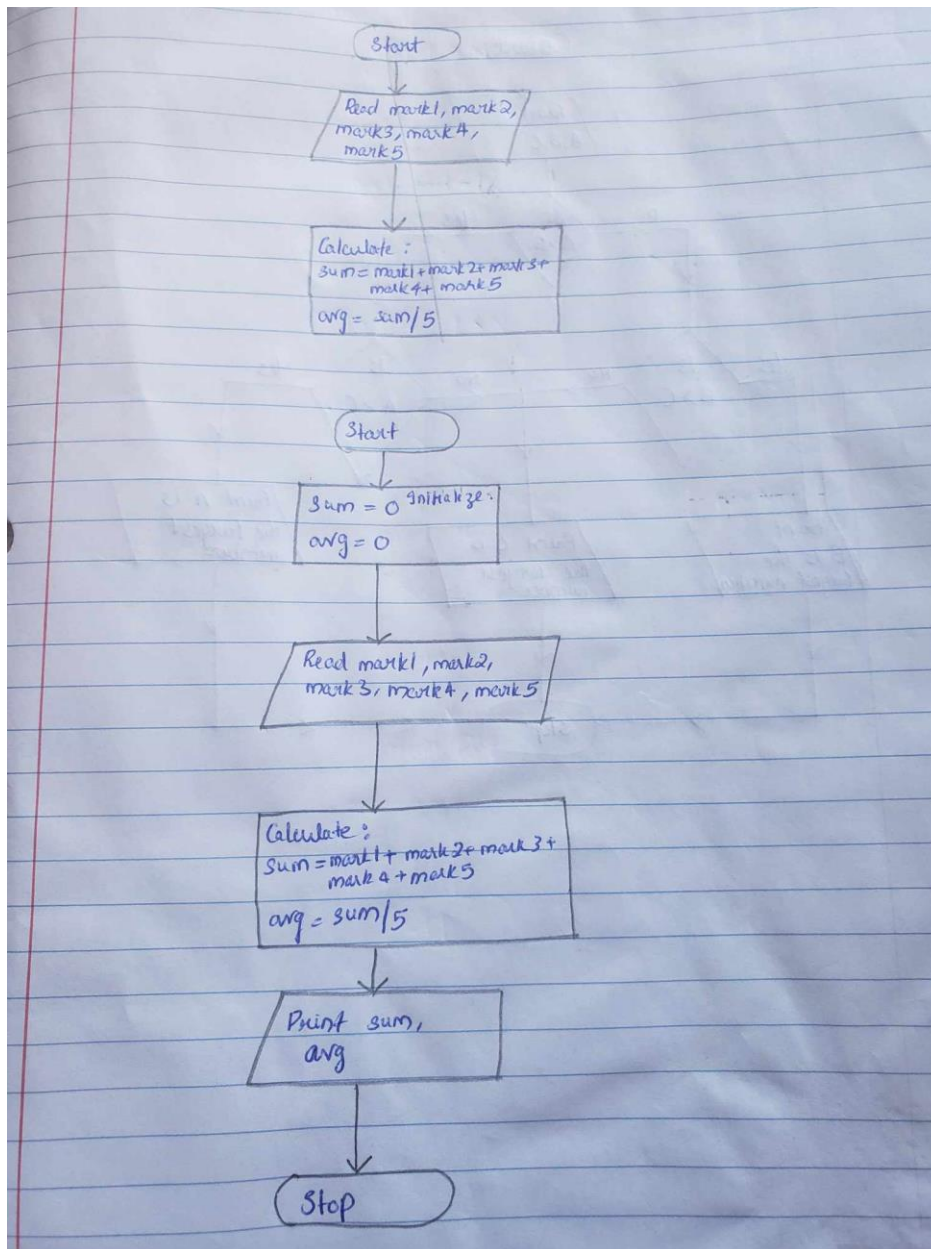 Start
Read mark1, mark2,
mark3, mark4,
mark5
Calculate :
sum = mark1+mark2+mark3+
mark4+ mark5
avg = sum/5
Start
sum = 0 Initialize:
avg = 0
Read mark1, mark2,
mark3, mark4, mark5
Calculate :
sum = mark1+ mark2+ mark3+
mark4+mark5
avg = sum/5
Print sum,
avg
Stop